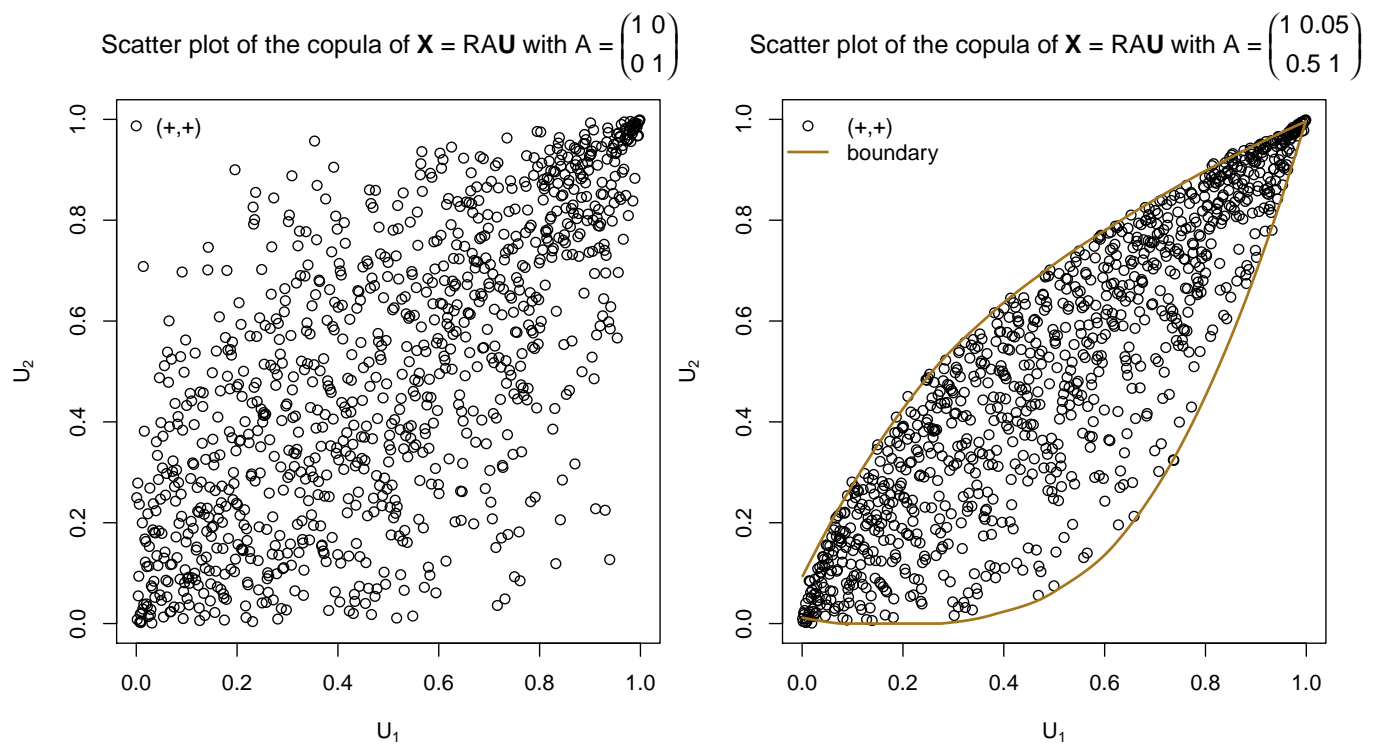 Scatter plot of the copula of X = RAU with A = (1 0
0 1)
(+,+)
1.0
0.8
0.6
0.4
0.2
0.0
U₂
0.0 0.2 0.4 0.6 0.8 1.0
U₁
Scatter plot of the copula of X = RAU with A = (1 0.05
0.5 1)
(+,+)
boundary
1.0
0.8
0.6
0.4
0.2
0.0
U₂
0.0 0.2 0.4 0.6 0.8 1.0
U₁